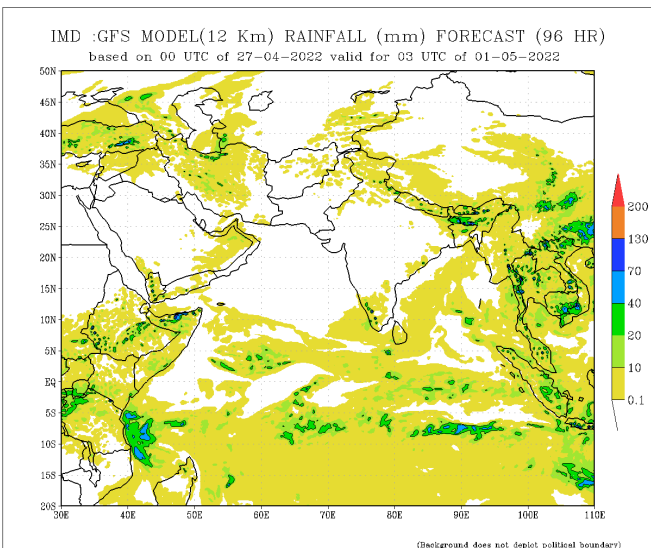 IMD :GFS MODEL(12 Km) RAINFALL (mm) FORECAST (96 HR)
based on 00 UTC of 27-04-2022 valid for 03 UTC of 01-05-2022
50N
45N
40N
35N
30N
25N
20N
15N
10N
5N
EQ
5S
10S
15S
20S
30E 40E 50E 60E 70E 80E 90E 100E 110E
200
130
70
40
20
10
0.1
(Background does not depict political boundary)